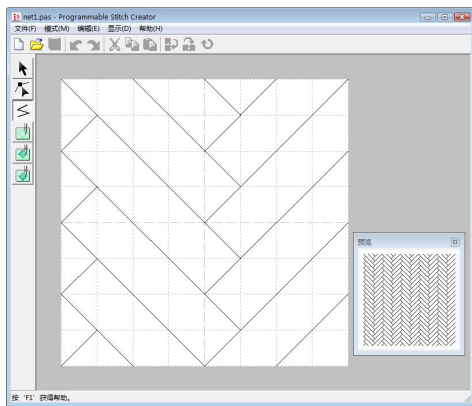 net1.pas - Programmable Stitch Creator
文件(F) 模式(M) 编辑(E) 显示(D) 帮助(H)
预览
按 'F1' 获得帮助。